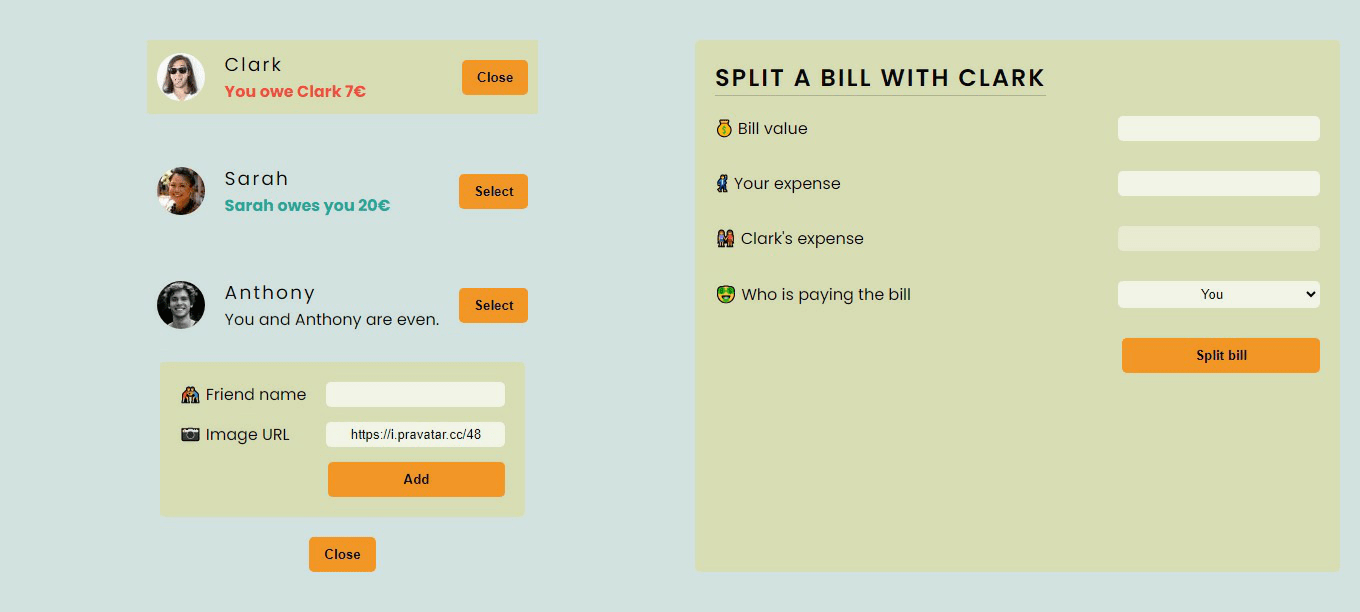 Clark
You owe Clark 7€
Close
Sarah
Sarah owes you 20€
Select
Anthony
You and Anthony are even.
Select
Friend name
Image URL
https://i.pravatar.cc/48
Add
Close
SPLIT A BILL WITH CLARK
Bill value
Your expense
Clark's expense
Who is paying the bill
You
Split bill